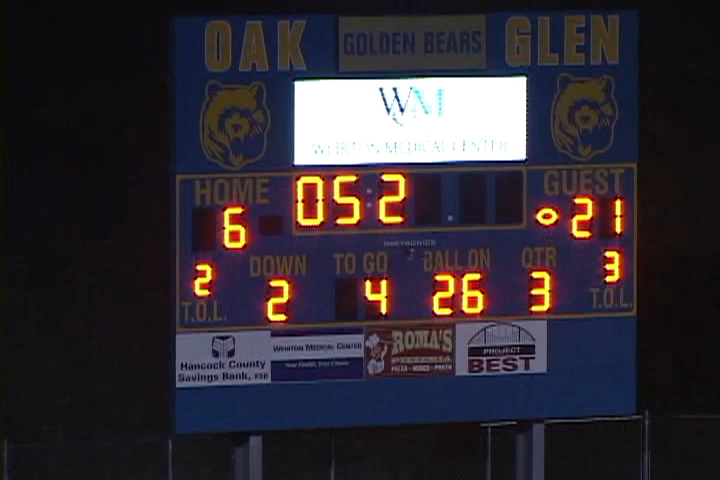 OAK GOLDEN BEARS GLEN
WM
WEIRTON MEDICAL CENTER
HOME 05:2 GUEST
6 21
DOWN TO GO BALL ON QTR
2 2 4 26 3 3
T.O.L. T.O.L.
DAKTRONICS
Hancock County
Savings Bank, FSB
WEIRTON MEDICAL CENTER
ROMA'S
PROJECT
BEST